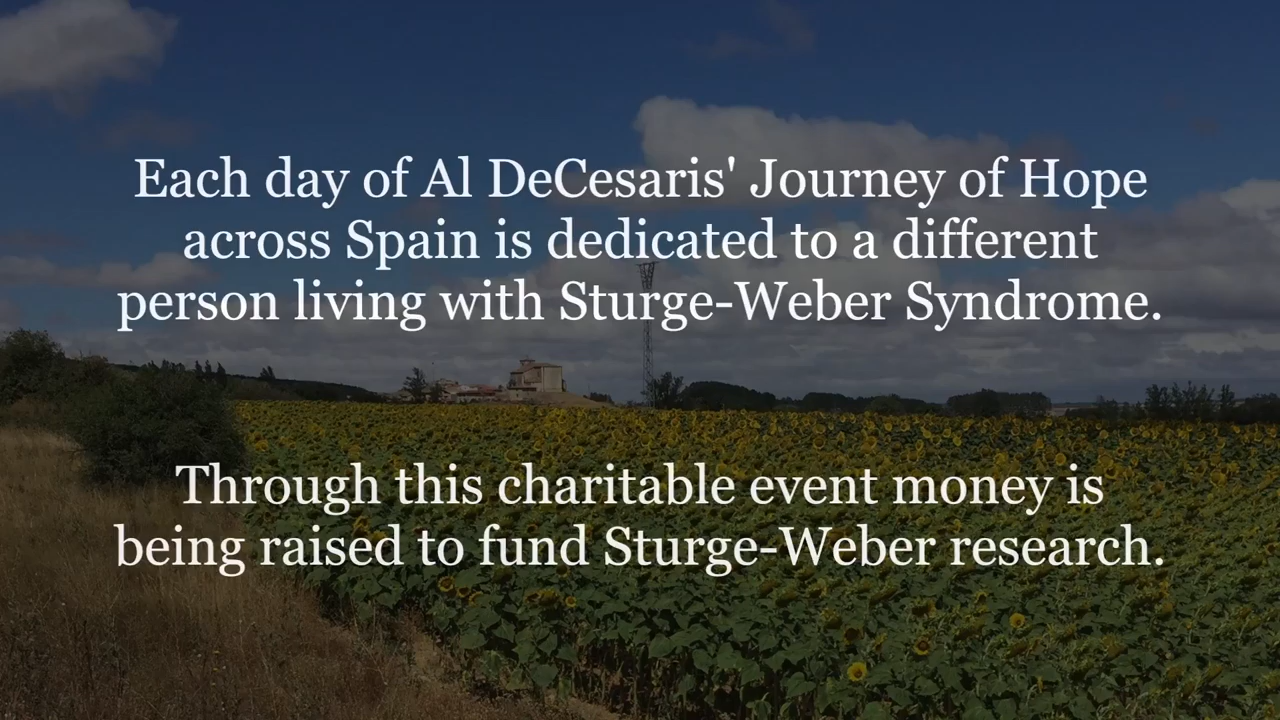 Each day of Al DeCesaris' Journey of Hope
across Spain is dedicated to a different
person living with Sturge-Weber Syndrome.
Through this charitable event money is
being raised to fund Sturge-Weber research.